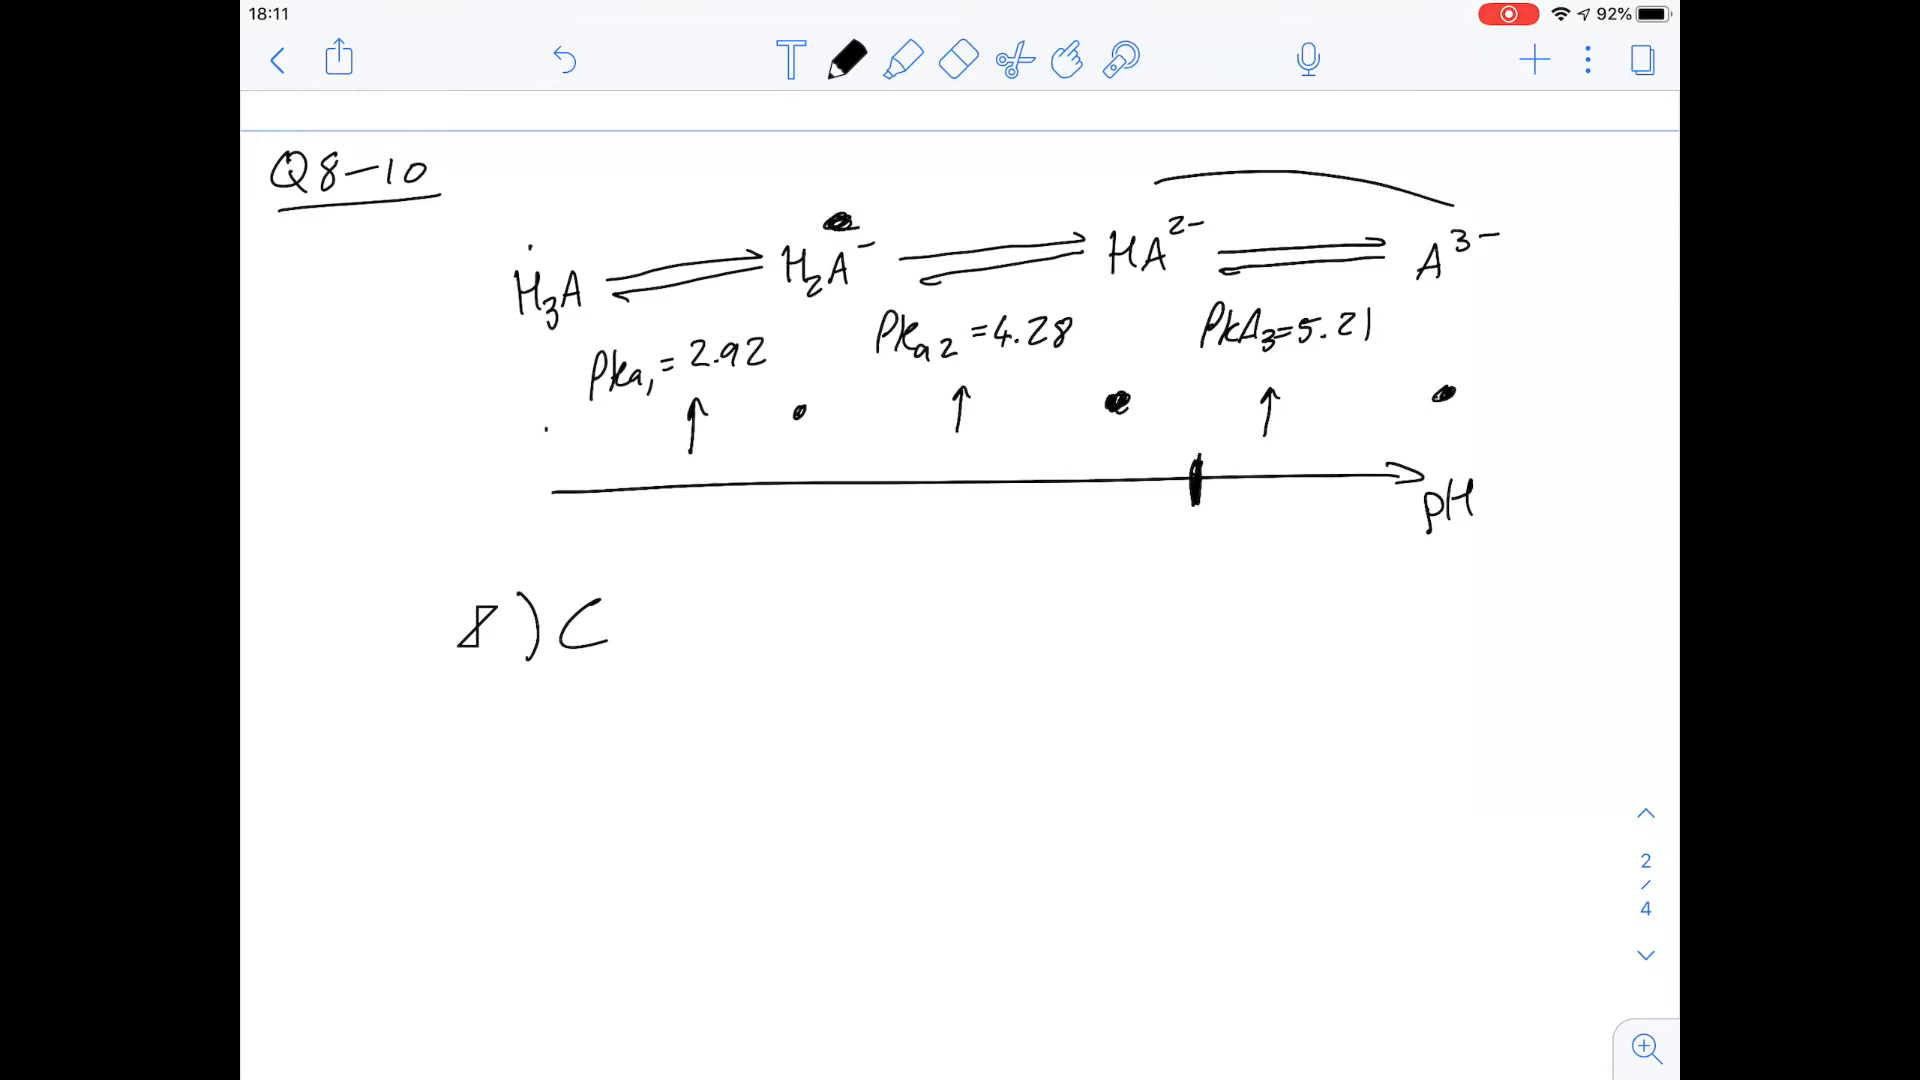 18:11 92%
T
Q8-10
H₃A ⇌ H₂A⁻ ⇌ HA²⁻ ⇌ A³⁻
Pka₁ = 2.92 Pka2 = 4.28 PkA₃=5.21
↑ ↑ ↑
pH
8) C
2
/
4